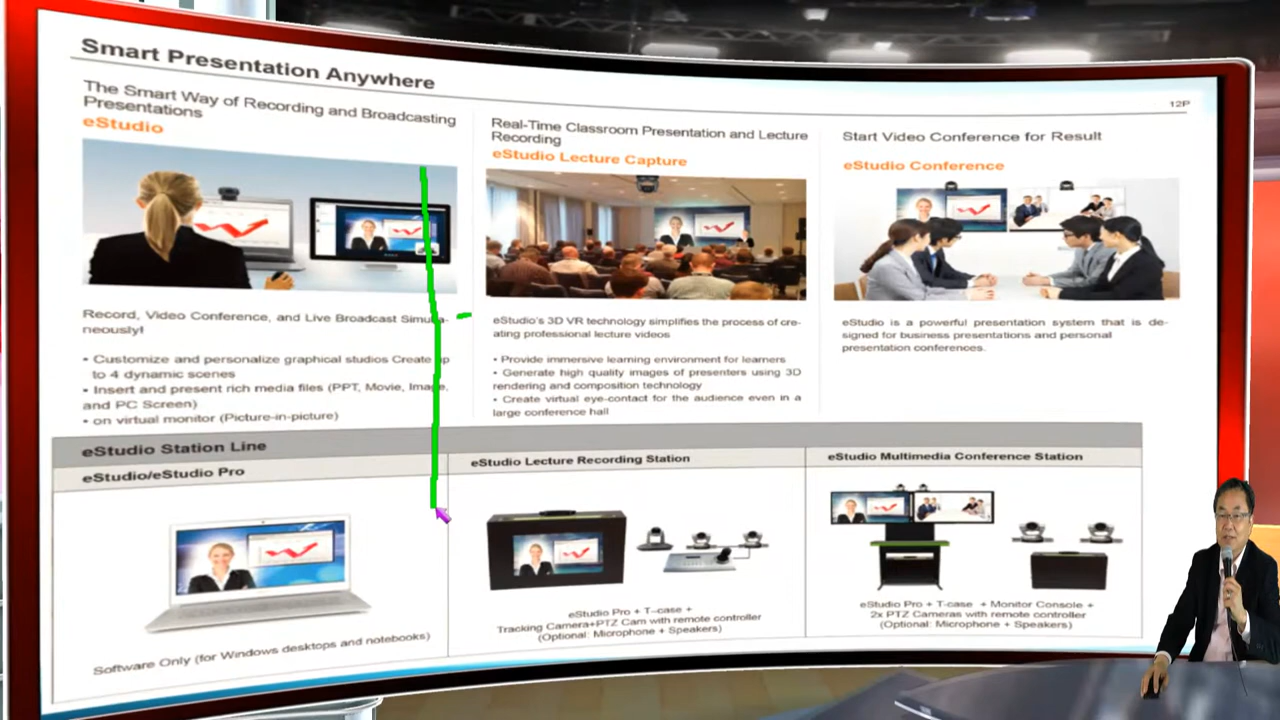 Smart Presentation Anywhere
12P
The Smart Way of Recording and Broadcasting
Presentations
eStudio
Record, Video Conference, and Live Broadcast Simulta-
neously!
• Customize and personalize graphical studios Create up
to 4 dynamic scenes
• Insert and present rich media files (PPT, Movie, Image,
and PC Screen)
• on virtual monitor (Picture-in-picture)
Real-Time Classroom Presentation and Lecture
Recording
eStudio Lecture Capture
eStudio's 3D VR technology simplifies the process of cre-
ating professional lecture videos
• Provide immersive learning environment for learners
• Generate high quality images of presenters using 3D
rendering and composition technology
• Create virtual eye-contact for the audience even in a
large conference hall
Start Video Conference for Result
eStudio Conference
eStudio is a powerful presentation system that is de-
signed for business presentations and personal
presentation conferences.
eStudio Station Line
eStudio/eStudio Pro
Software Only (for Windows desktops and notebooks)
eStudio Lecture Recording Station
eStudio Pro + T-case +
Tracking Camera+PTZ Cam with remote controller
(Optional: Microphone + Speakers)
eStudio Multimedia Conference Station
eStudio Pro + T-case + Monitor Console +
2x PTZ Cameras with remote controller
(Optional: Microphone + Speakers)